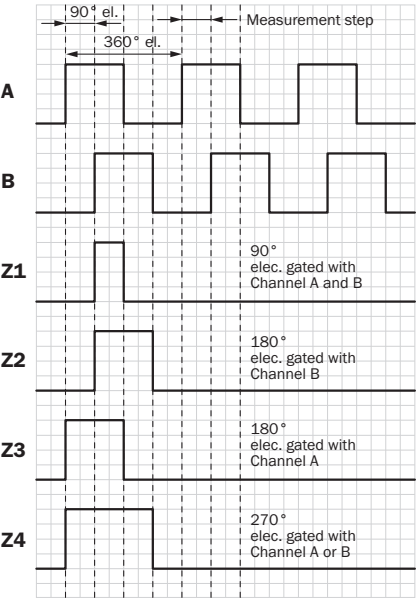 90° el.
Measurement step
360° el.
A
B
Z1
90°
elec. gated with
Channel A and B
Z2
180°
elec. gated with
Channel B
Z3
180°
elec. gated with
Channel A
Z4
270°
elec. gated with
Channel A or B